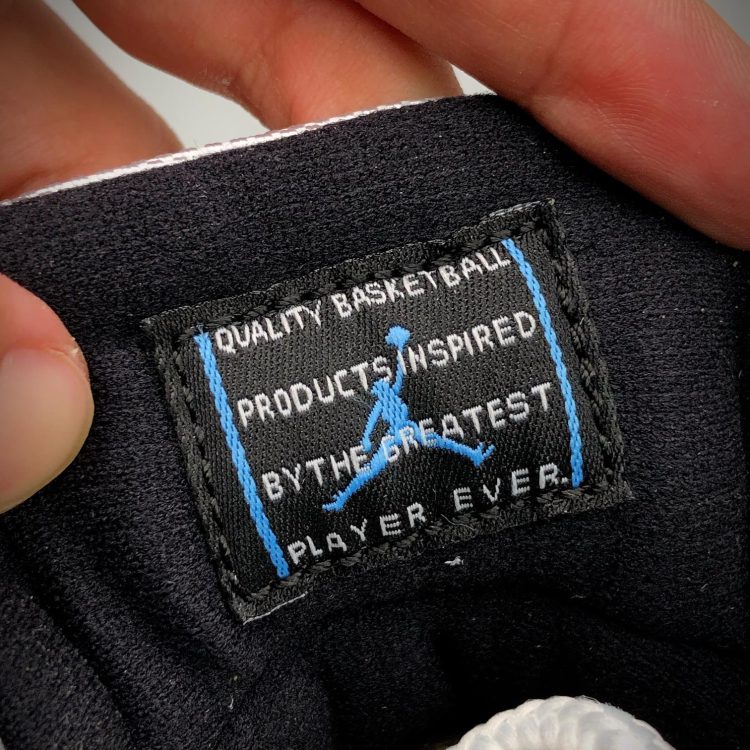 QUALITY BASKETBALL
PRODUCTS INSPIRED
BY THE GREATEST
PLAYER EVER.